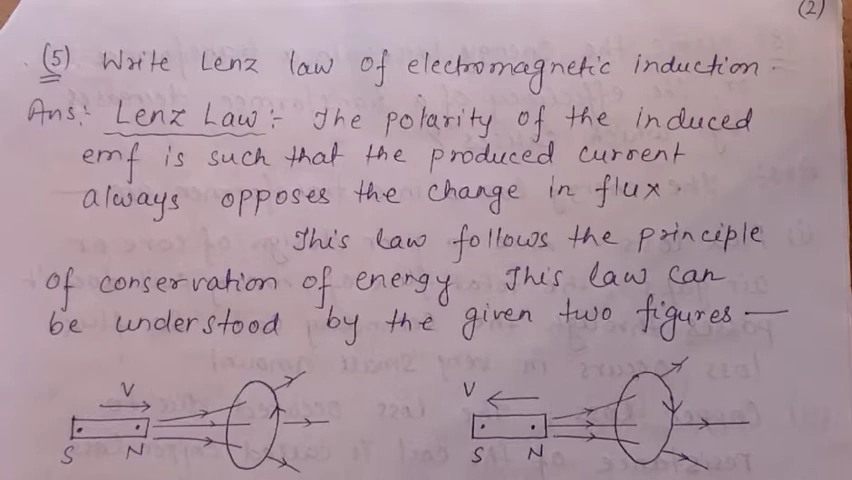 (2)
(5) Write Lenz law of electromagnetic induction.
Ans:- Lenz Law :- The polarity of the induced
emf is such that the produced current
always opposes the change in flux.
This law follows the principle
of conservation of energy This law can
be understood by the given two figures —
V V
S N S N